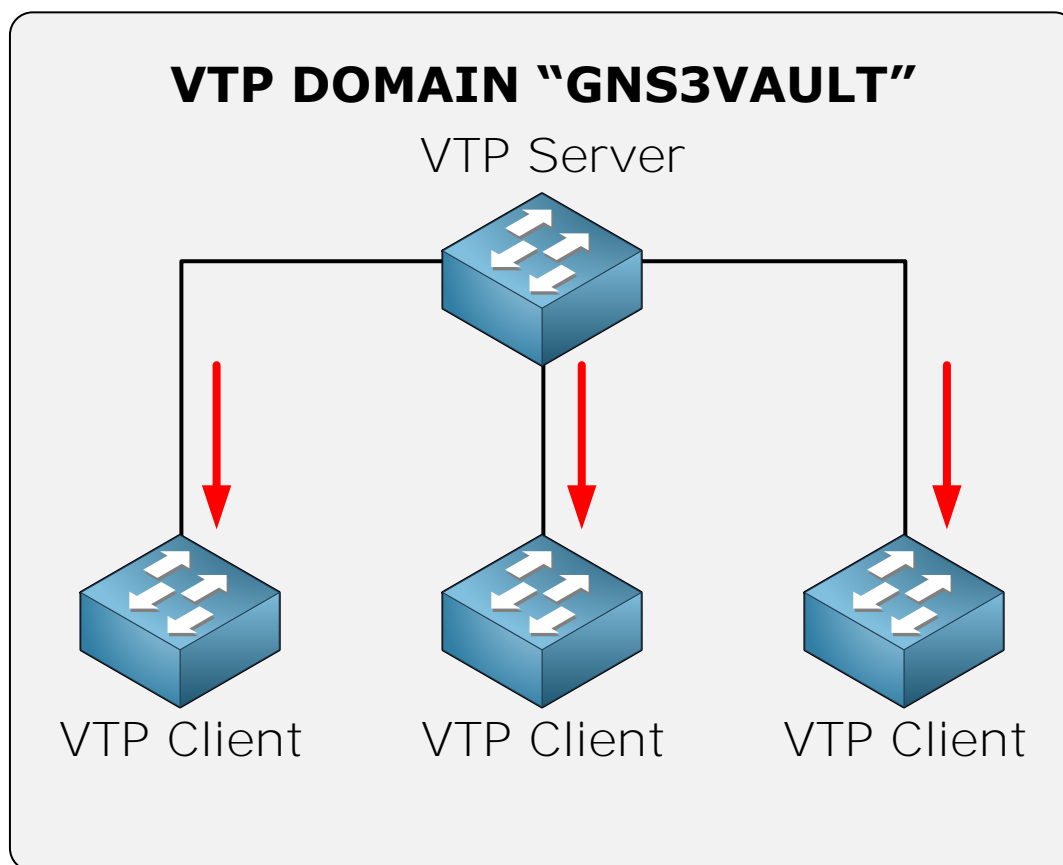 VTP DOMAIN “GNS3VAULT”
VTP Server
VTP Client VTP Client VTP Client